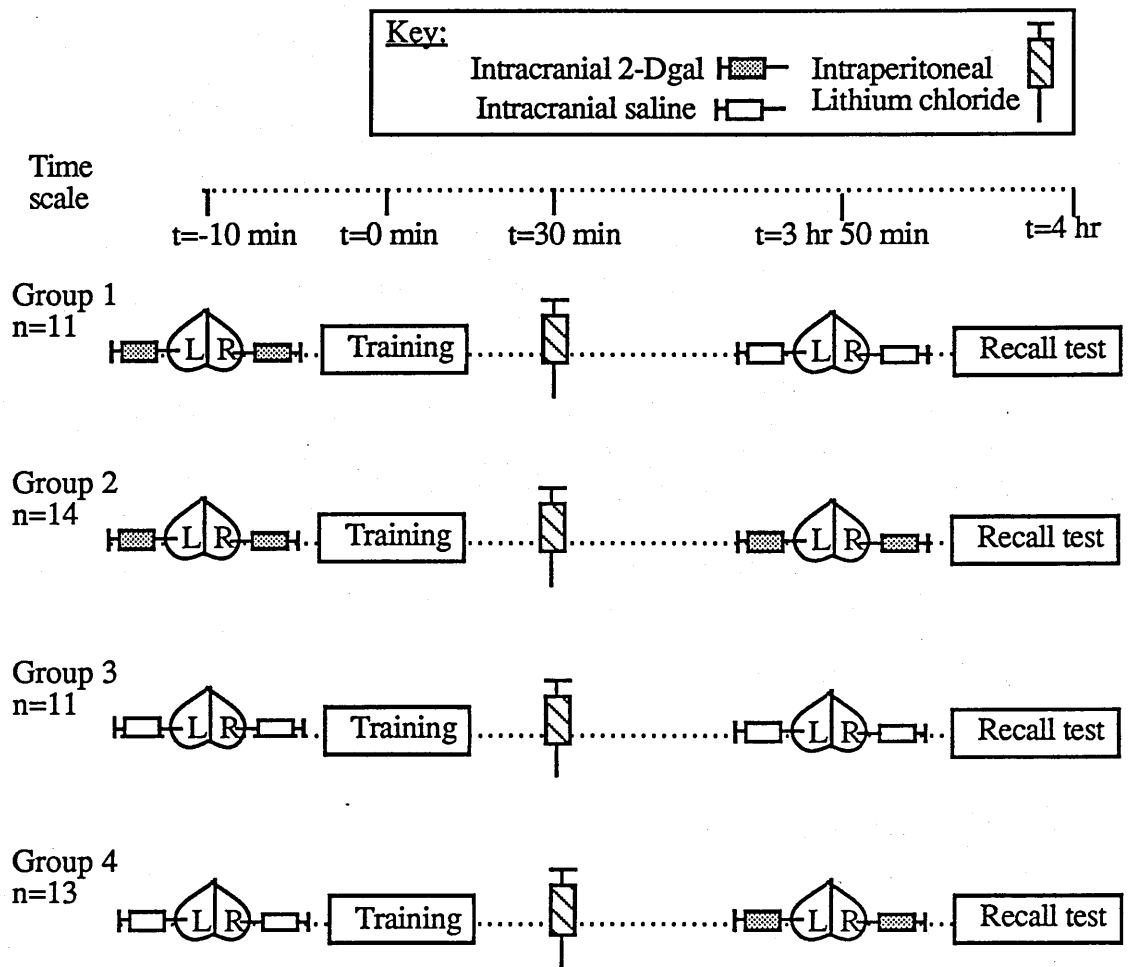 Key:
Intracranial 2-Dgal
Intracranial saline
Intraperitoneal
Lithium chloride
Time
scale
t=-10 min
t=0 min
t=30 min
t=3 hr 50 min
t=4 hr
Group 1
n=11
L R
Training
L R
Recall test
Group 2
n=14
L R
Training
L R
Recall test
Group 3
n=11
L R
Training
L R
Recall test
Group 4
n=13
L R
Training
L R
Recall test